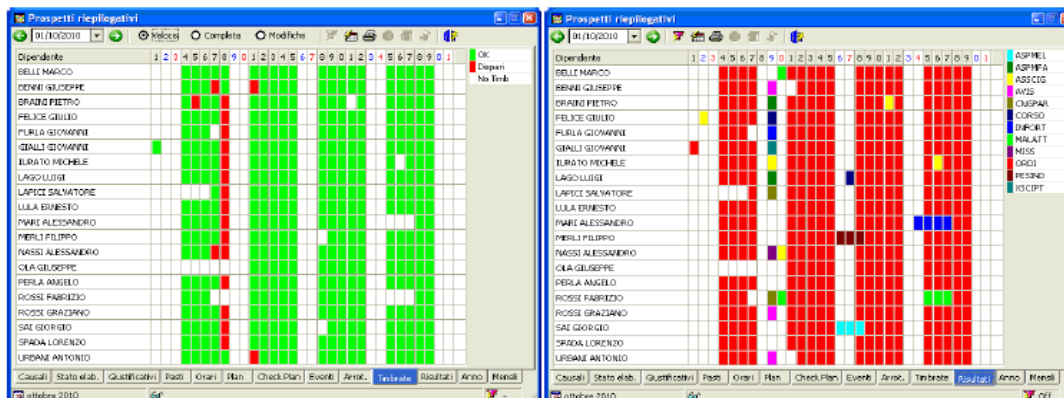 Prospetti riepilogativi
01/10/2010 Veloce Completa Modifiche
Dipendente 1 2 3 4 5 6 7 8 9 0 1 2 3 4 5 6 7 8 9 0 1 2 3 4 5 6 7 8 9 0 1
OK
Dispari
No Timb
BELLI MARCO
BENNI GIUSEPPE
BRAINI PIETRO
FELICE GIULIO
FURLA GIOVANNI
GIALLI GIOVANNI
IURATO MICHELE
LAGO LUIGI
LAPICI SALVATORE
LULA ERNESTO
MARI ALESSANDRO
MERLI FILIPPO
NASSI ALESSANDRO
OLA GIUSEPPE
PERLA ANGELO
ROSSI FABRIZIO
ROSSI GRAZIANO
SAI GIORGIO
SPADA LORENZO
URBANI ANTONIO
Causali Stato elab. Giustificativi Pasti Orari Plan Check Plan Eventi Arrot. Timbrate Risultati Anno Mensili
ottobre 2010
Prospetti riepilogativi
01/10/2010
Dipendente 1 2 3 4 5 6 7 8 9 0 1 2 3 4 5 6 7 8 9 0 1 2 3 4 5 6 7 8 9 0 1
BELLI MARCO
BENNI GIUSEPPE
BRAINI PIETRO
FELICE GIULIO
FURLA GIOVANNI
GIALLI GIOVANNI
IURATO MICHELE
LAGO LUIGI
LAPICI SALVATORE
LULA ERNESTO
MARI ALESSANDRO
MERLI FILIPPO
NASSI ALESSANDRO
OLA GIUSEPPE
PERLA ANGELO
ROSSI FABRIZIO
ROSSI GRAZIANO
SAI GIORGIO
SPADA LORENZO
URBANI ANTONIO
ASPMEL
ASPMFA
ASSCIG
AVIS
CNGPAR
CORSO
INFORT
MALATT
MISS
ORDI
PESINO
XSCIPT
Causali Stato elab. Giustificativi Pasti Orari Plan Check Plan Eventi Arrot. Timbrate Risultati Anno Mensili
ottobre 2010 Off